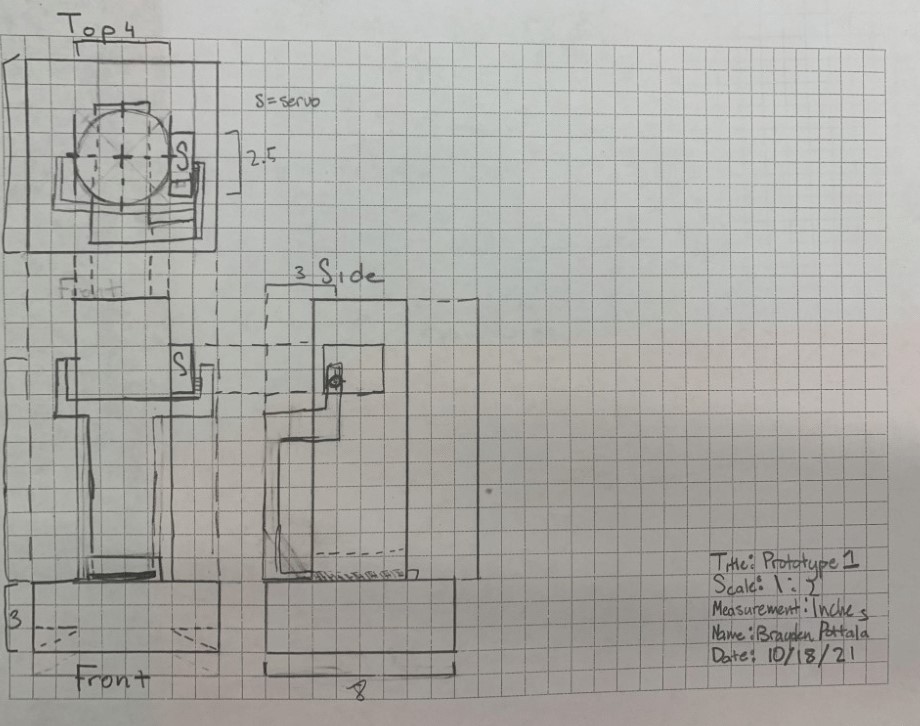 Top 4
S=servo
S
2.5
Front
3 Side
S
3
Front
8
Title: Prototype 1
Scale: 1:2
Measurement: Inches
Name: Brayden Pottala
Date: 10/18/21